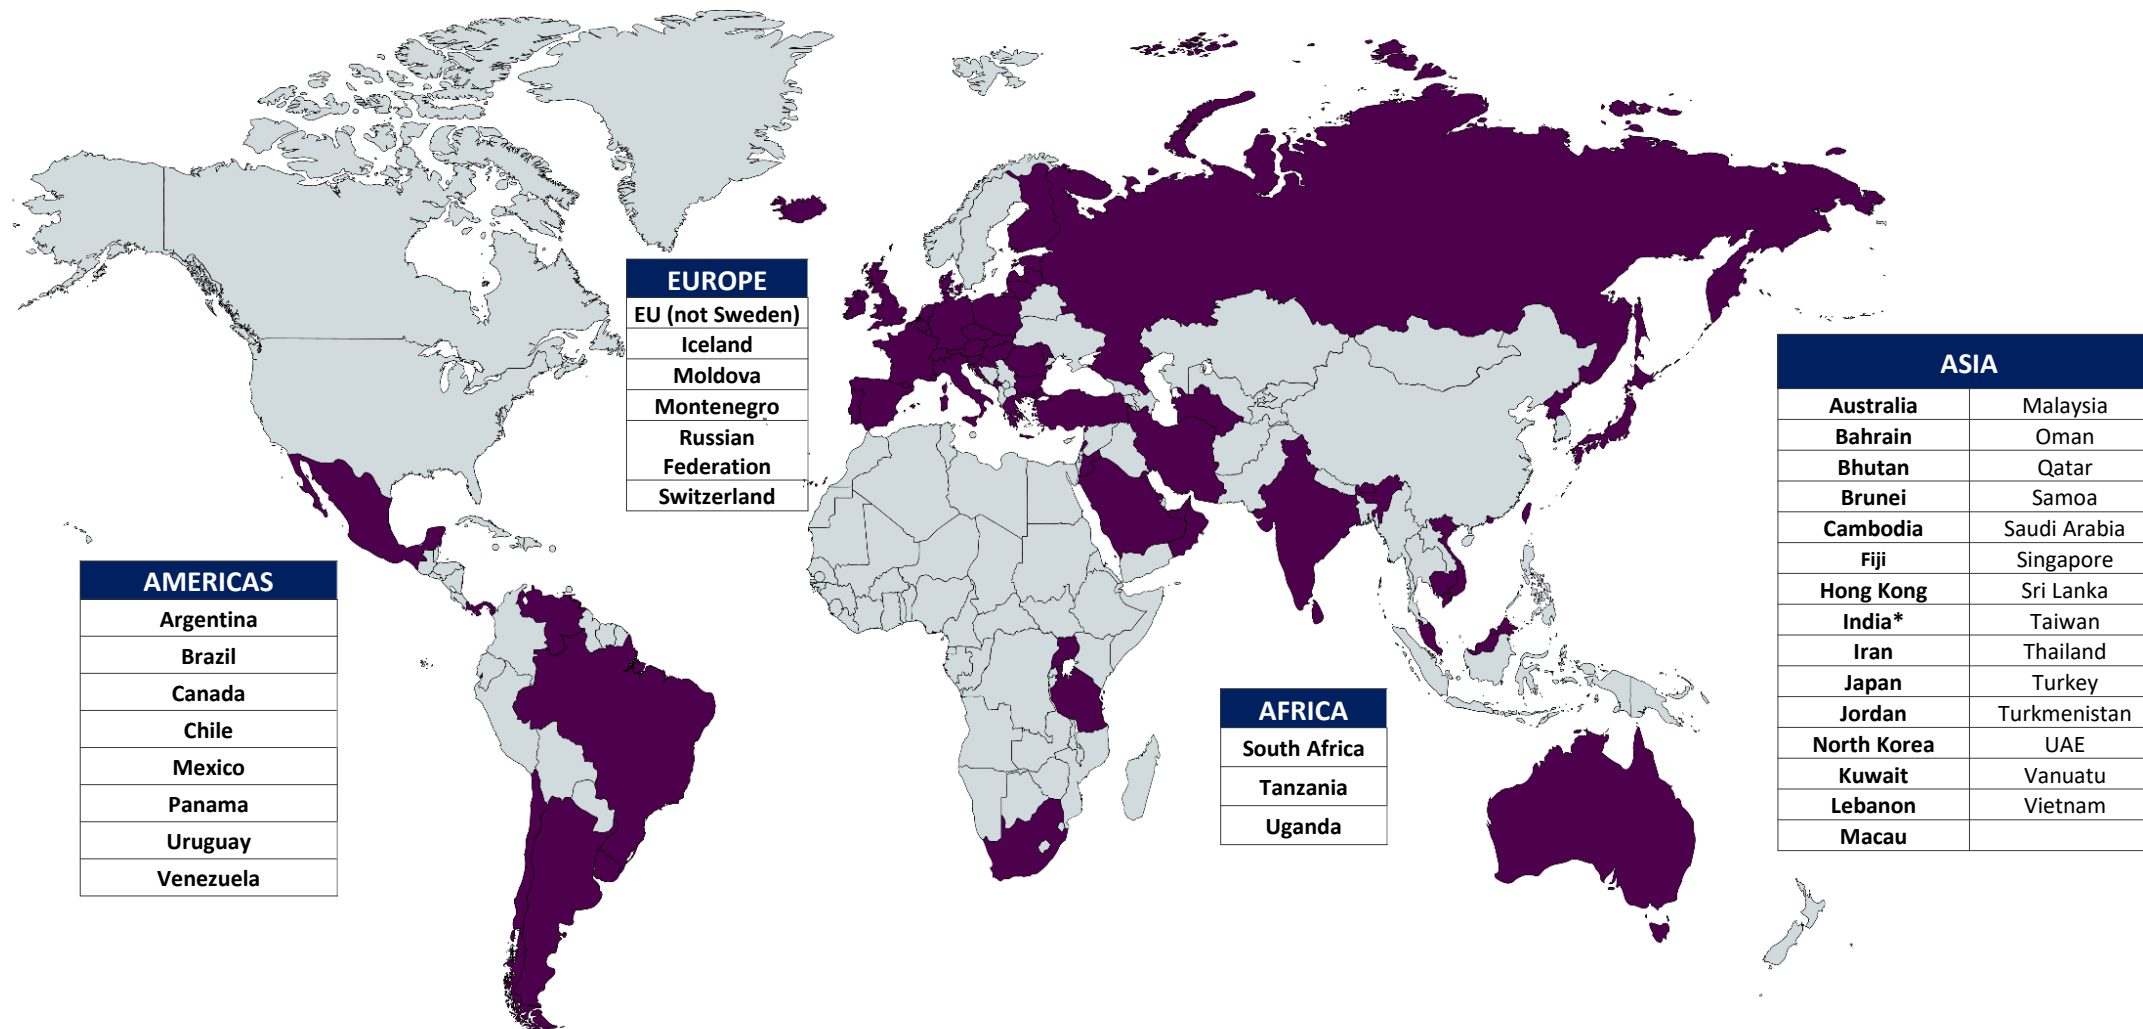 EUROPE
EU (not Sweden)
Iceland
Moldova
Montenegro
Russian
Federation
Switzerland
AMERICAS
Argentina
Brazil
Canada
Chile
Mexico
Panama
Uruguay
Venezuela
AFRICA
South Africa
Tanzania
Uganda
ASIA
Australia Malaysia
Bahrain Oman
Bhutan Qatar
Brunei Samoa
Cambodia Saudi Arabia
Fiji Singapore
Hong Kong Sri Lanka
India* Taiwan
Iran Thailand
Japan Turkey
Jordan Turkmenistan
North Korea UAE
Kuwait Vanuatu
Lebanon Vietnam
Macau